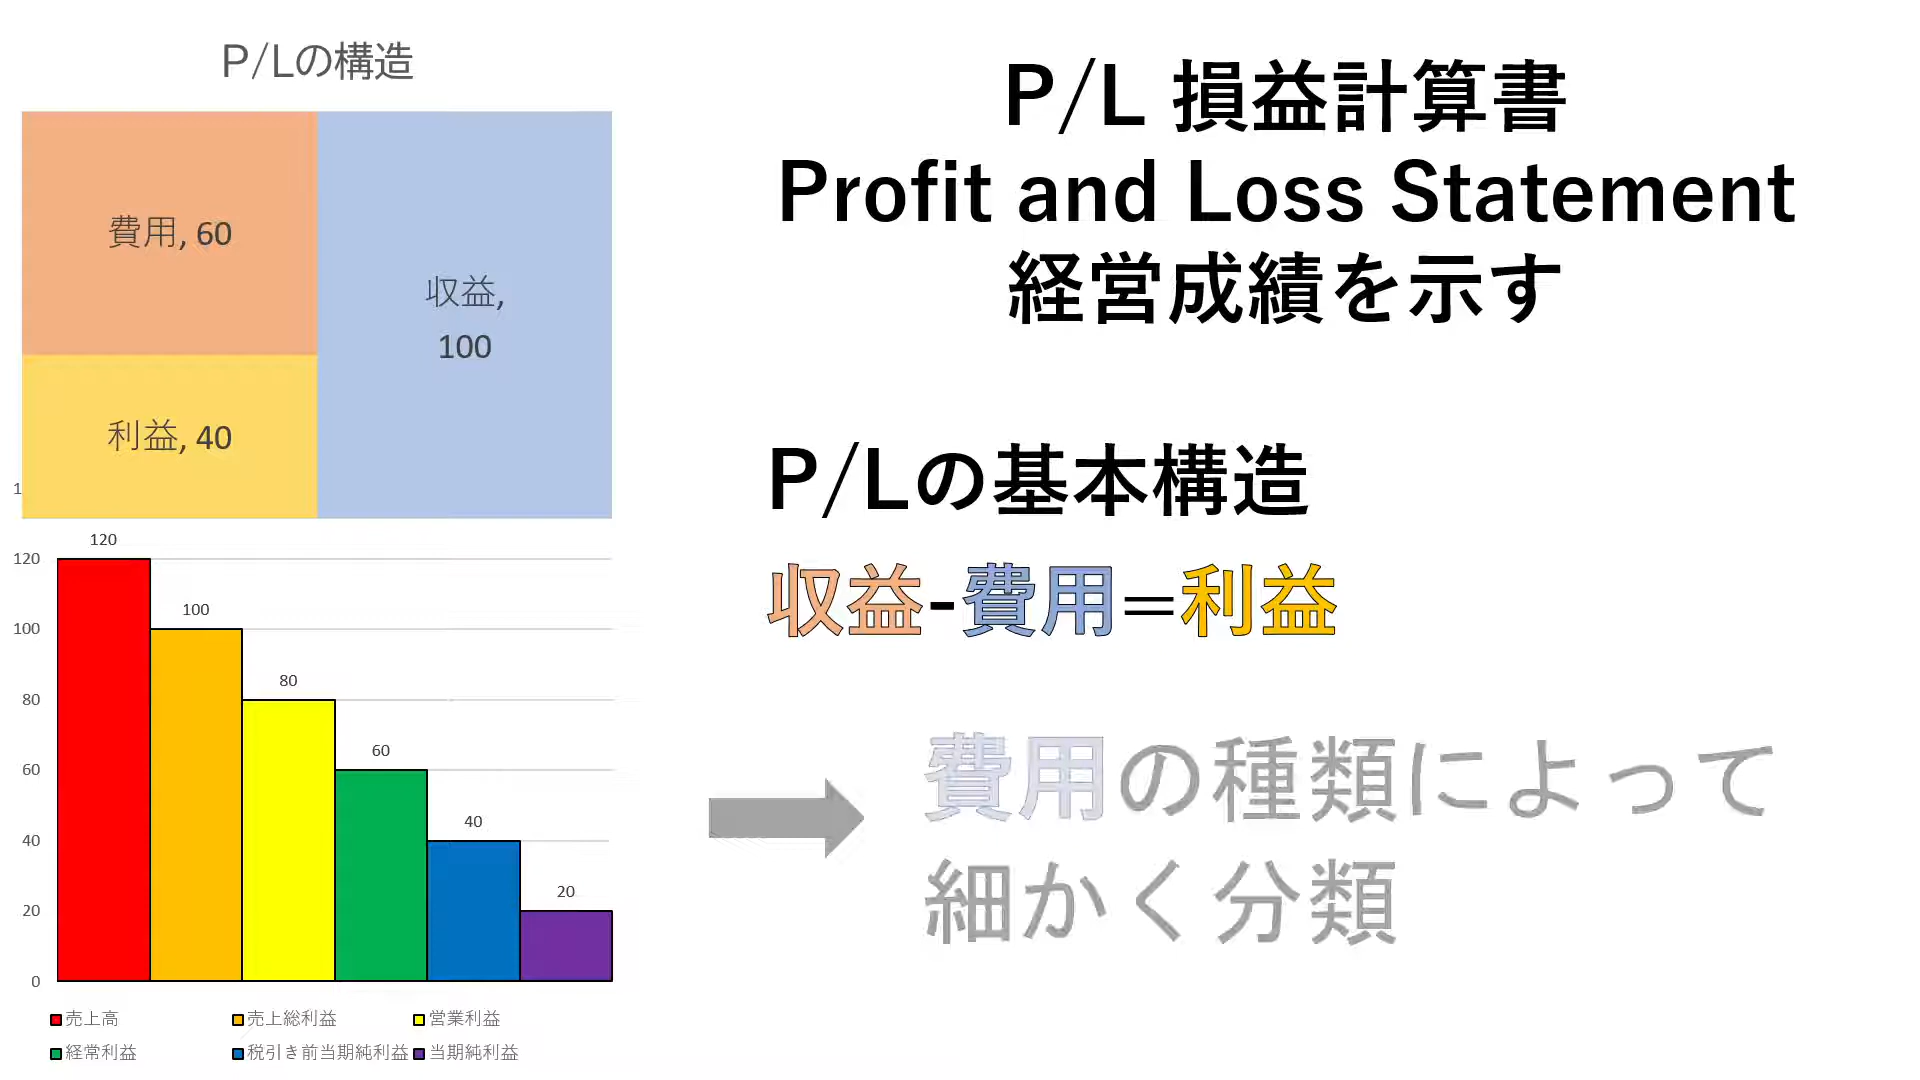 P/Lの構造
費用, 60
収益,
100
利益, 40
1
120
100
80
60
40
20
120
100
80
60
40
20
0
売上高
売上総利益
営業利益
経常利益
税引き前当期純利益
当期純利益
P/L 損益計算書
Profit and Loss Statement
経営成績を示す
P/Lの基本構造
収益-費用=利益
費用の種類によって
細かく分類